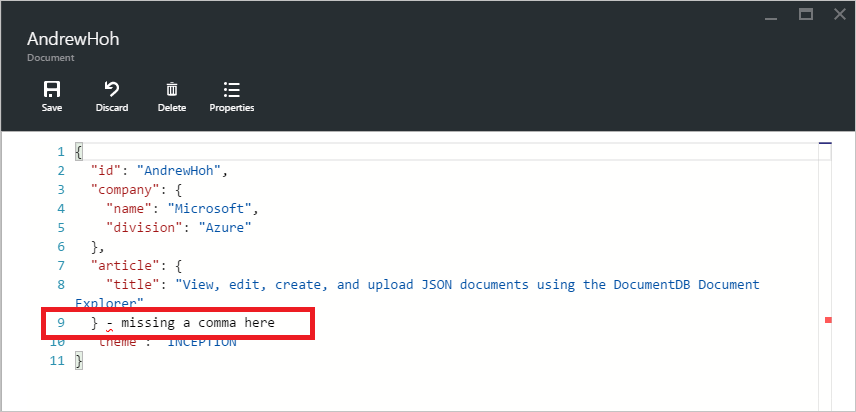 AndrewHoh
Document
Save Discard Delete Properties
1 {
2 "id": "AndrewHoh",
3 "company": {
4 "name": "Microsoft",
5 "division": "Azure"
6 },
7 "article": {
8 "title": "View, edit, create, and upload JSON documents using the DocumentDB Document
Explorer"
9 } - missing a comma here
10 "theme": "INCEPTION"
11 }